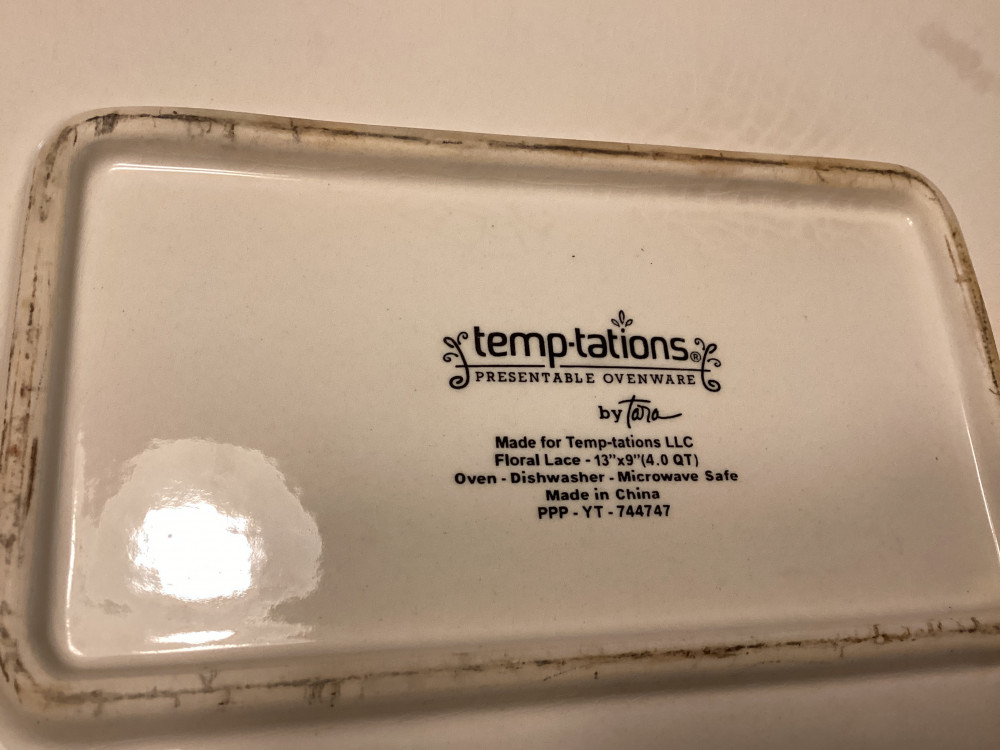 temp-tations®
PRESENTABLE OVENWARE
by Tara
Made for Temp-tations LLC
Floral Lace - 13"x9"(4.0 QT)
Oven - Dishwasher - Microwave Safe
Made in China
PPP - YT - 744747